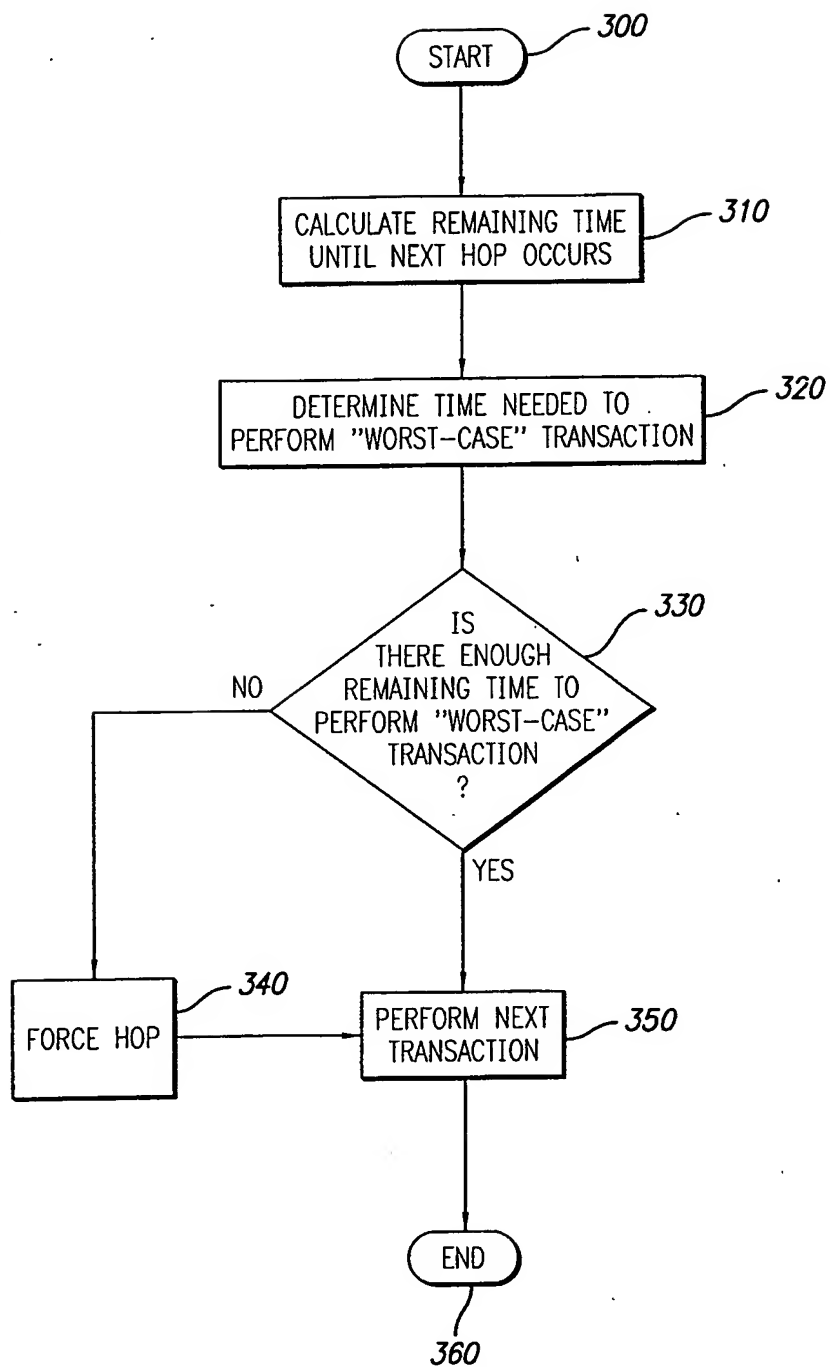 START
300
CALCULATE REMAINING TIME
UNTIL NEXT HOP OCCURS
310
DETERMINE TIME NEEDED TO
PERFORM "WORST-CASE" TRANSACTION
320
IS
THERE ENOUGH
REMAINING TIME TO
PERFORM "WORST-CASE"
TRANSACTION
?
330
NO
YES
FORCE HOP
340
PERFORM NEXT
TRANSACTION
350
END
360